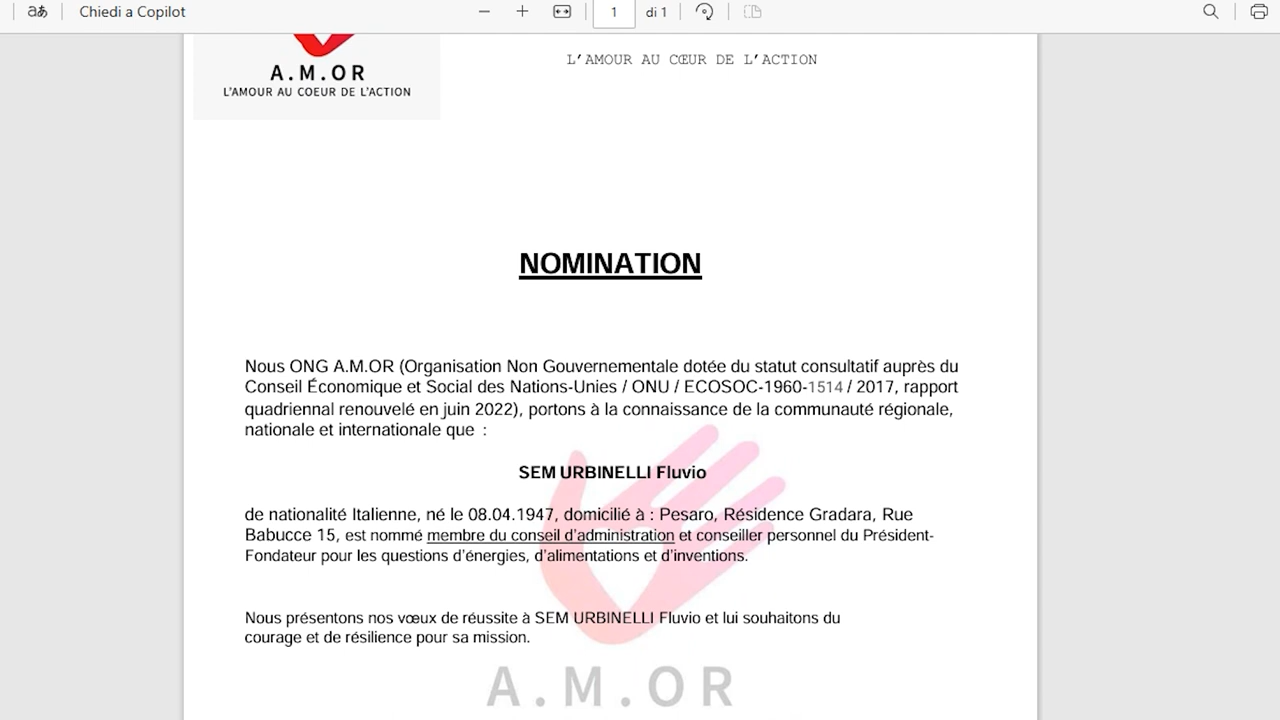 aあ Chiedi a Copilot 1 di 1
A.M.OR
L'AMOUR AU COEUR DE L'ACTION
L'AMOUR AU CŒUR DE L'ACTION
NOMINATION
Nous ONG A.M.OR (Organisation Non Gouvernementale dotée du statut consultatif auprès du
Conseil Économique et Social des Nations-Unies / ONU / ECOSOC-1960-1514 / 2017, rapport
quadriennal renouvelé en juin 2022), portons à la connaissance de la communauté régionale,
nationale et internationale que :
SEM URBINELLI Fluvio
de nationalité Italienne, né le 08.04.1947, domicilié à : Pesaro, Résidence Gradara, Rue
Babucce 15, est nommé membre du conseil d'administration et conseiller personnel du Président-
Fondateur pour les questions d'énergies, d'alimentations et d'inventions.
Nous présentons nos vœux de réussite à SEM URBINELLI Fluvio et lui souhaitons du
courage et de résilience pour sa mission.
A.M.OR